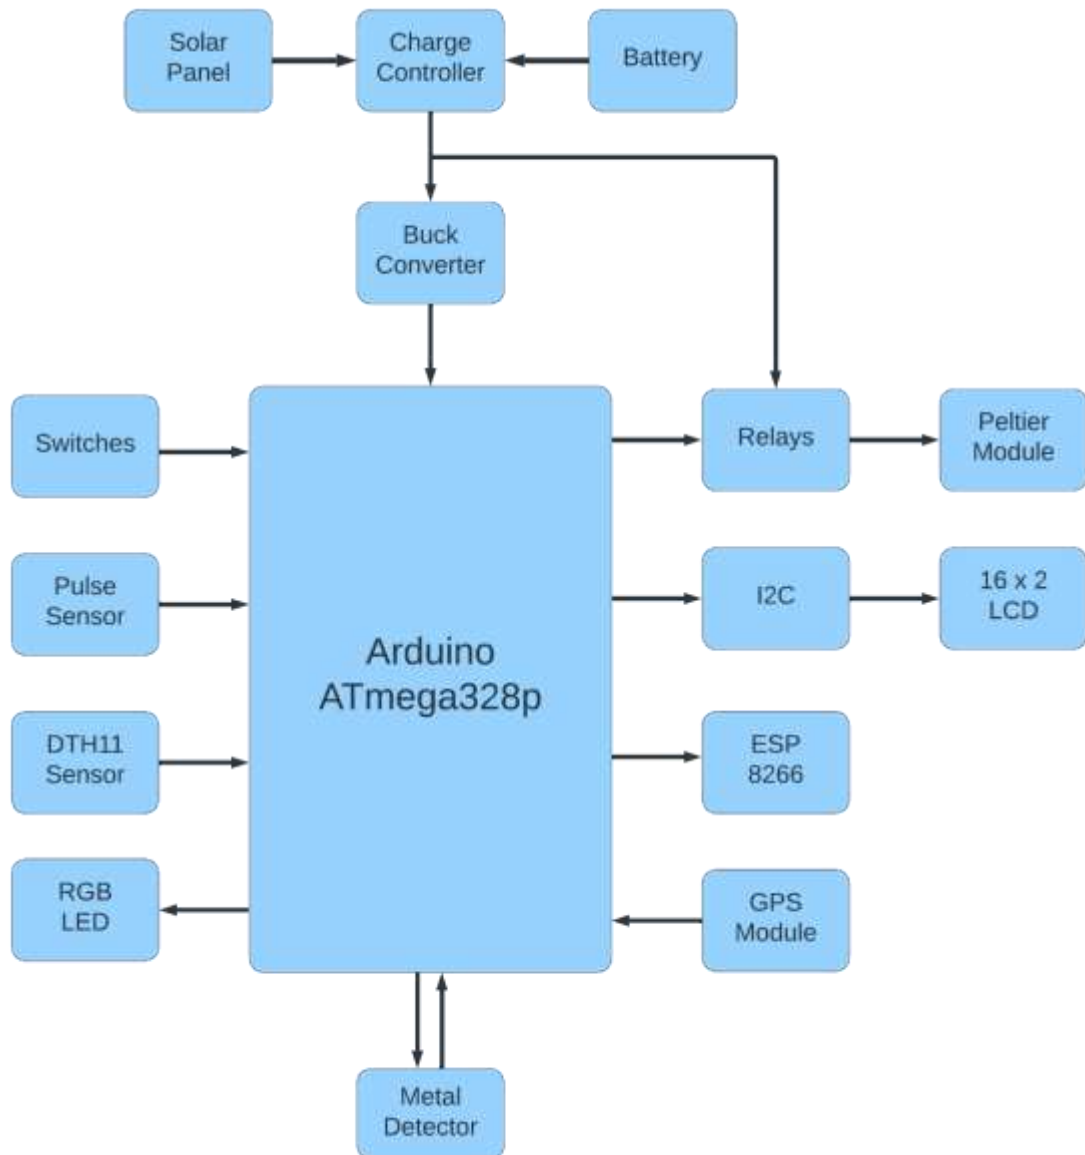 Solar
Panel
Charge
Controller
Battery
Buck
Converter
Switches
Relays
Peltier
Module
Pulse
Sensor
I2C
16 x 2
LCD
Arduino
ATmega328p
DTH11
Sensor
ESP
8266
RGB
LED
GPS
Module
Metal
Detector